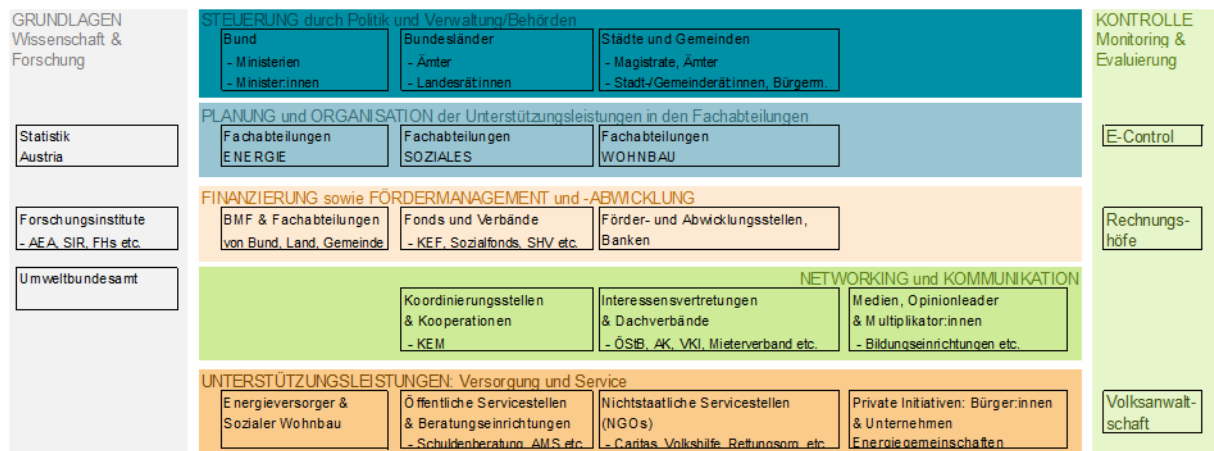 GRUNDLAGEN
Wissenschaft &
Forschung
Statistik
Austria
Forschungsinstitute
- AEA, SIR, FHs etc.
Umweltbundesamt
STEUERUNG durch Politik und Verwaltung/Behörden
Bund
- Ministerien
- Minister:innen
Bundesländer
- Ämter
- Landesrät:innen
Städte und Gemeinden
- Magistrate, Ämter
- Stadt-/Gemeinderät:innen, Bürgerm.
PLANUNG und ORGANISATION der Unterstützungsleistungen in den Fachabteilungen
Fachabteilungen
ENERGIE
Fachabteilungen
SOZIALES
Fachabteilungen
WOHNBAU
FINANZIERUNG sowie FÖRDERMANAGEMENT und -ABWICKLUNG
BMF & Fachabteilungen
von Bund, Land, Gemeinde
Fonds und Verbände
- KEF, Sozialfonds, SHV etc.
Förder- und Abwicklungsstellen,
Banken
NETWORKING und KOMMUNIKATION
Koordinierungsstellen
& Kooperationen
- KEM
Interessensvertretungen
& Dachverbände
- ÖStB, AK, VKI, Mieterverband etc.
Medien, Opinionleader
& Multiplikator:innen
- Bildungseinrichtungen etc.
UNTERSTÜTZUNGSLEISTUNGEN: Versorgung und Service
Energieversorger &
Sozialer Wohnbau
Öffentliche Servicestellen
& Beratungseinrichtungen
- Schuldenberatung, AMS etc.
Nichtstaatliche Servicestellen
(NGOs)
- Caritas, Volkshilfe, Rettungsorg. etc.
Private Initiativen: Bürger:innen
& Unternehmen
Energiegemeinschaften
KONTROLLE
Monitoring &
Evaluierung
E-Control
Rechnungs-
höfe
Volksanwalt-
schaft